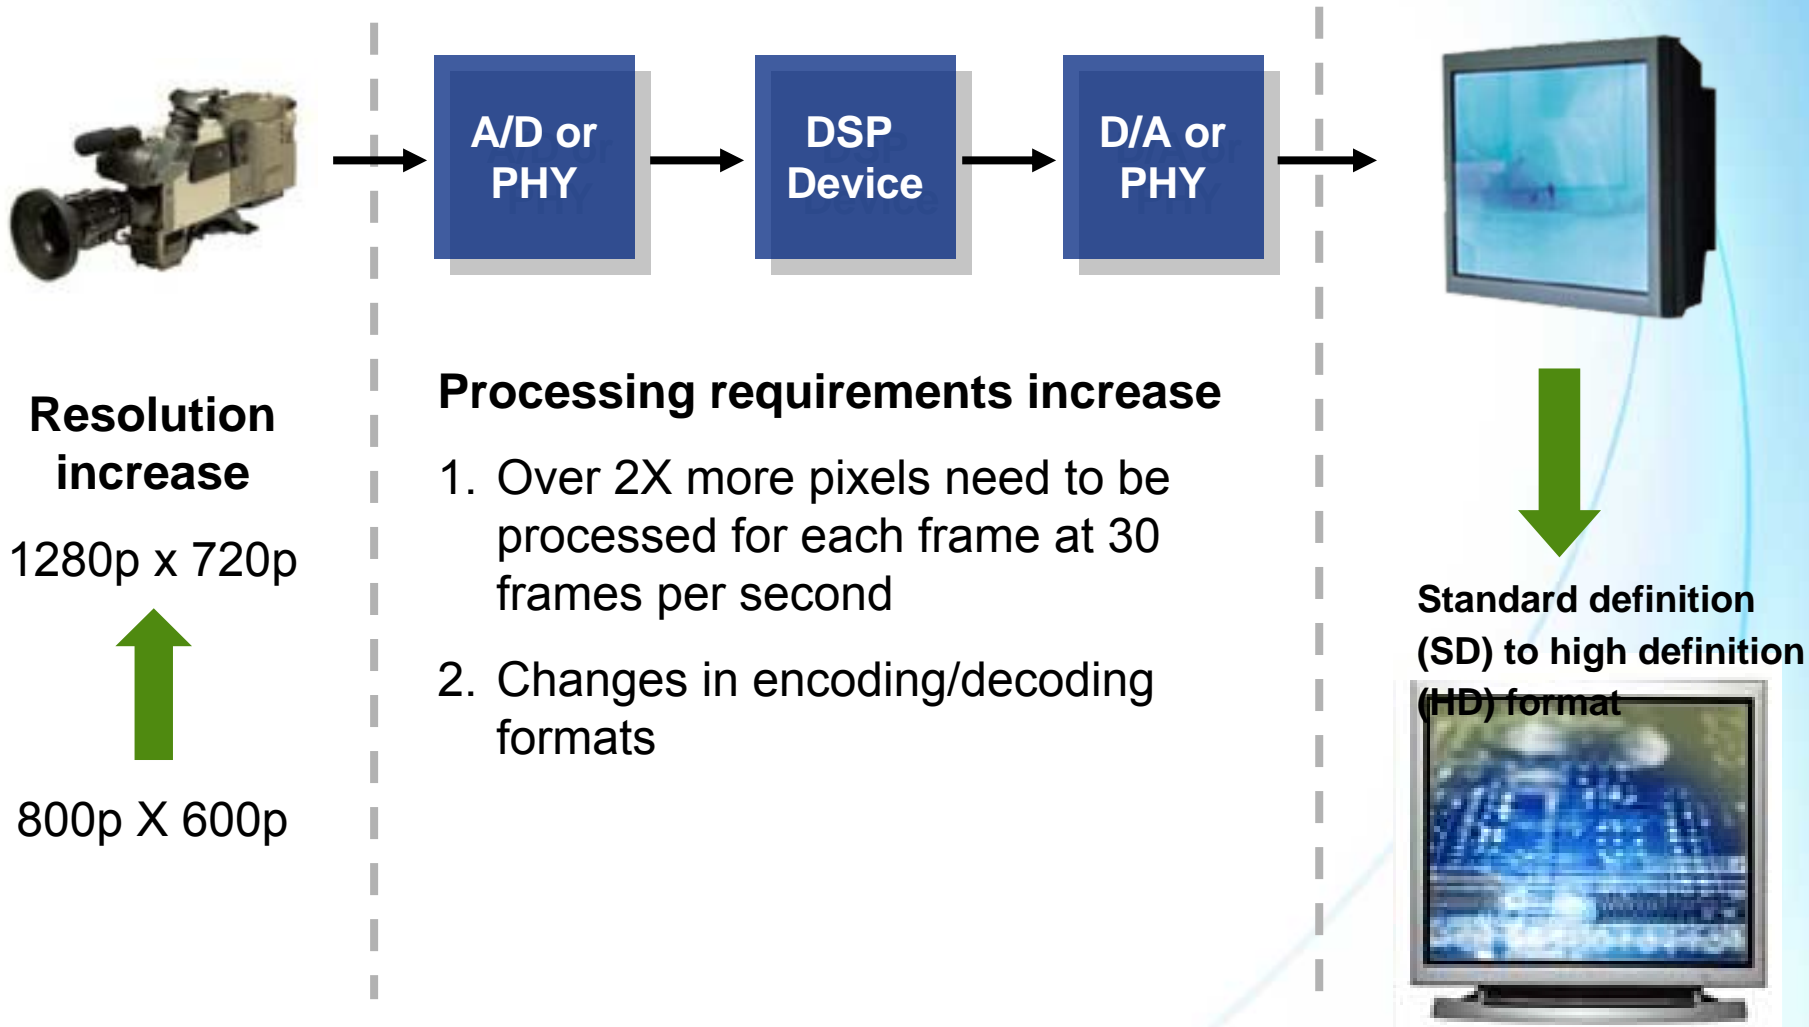 A/D or
PHY
DSP
Device
D/A or
PHY
Resolution
increase
1280p x 720p
800p X 600p
Processing requirements increase
1. Over 2X more pixels need to be
processed for each frame at 30
frames per second
2. Changes in encoding/decoding
formats
Standard definition
(SD) to high definition
(HD) format